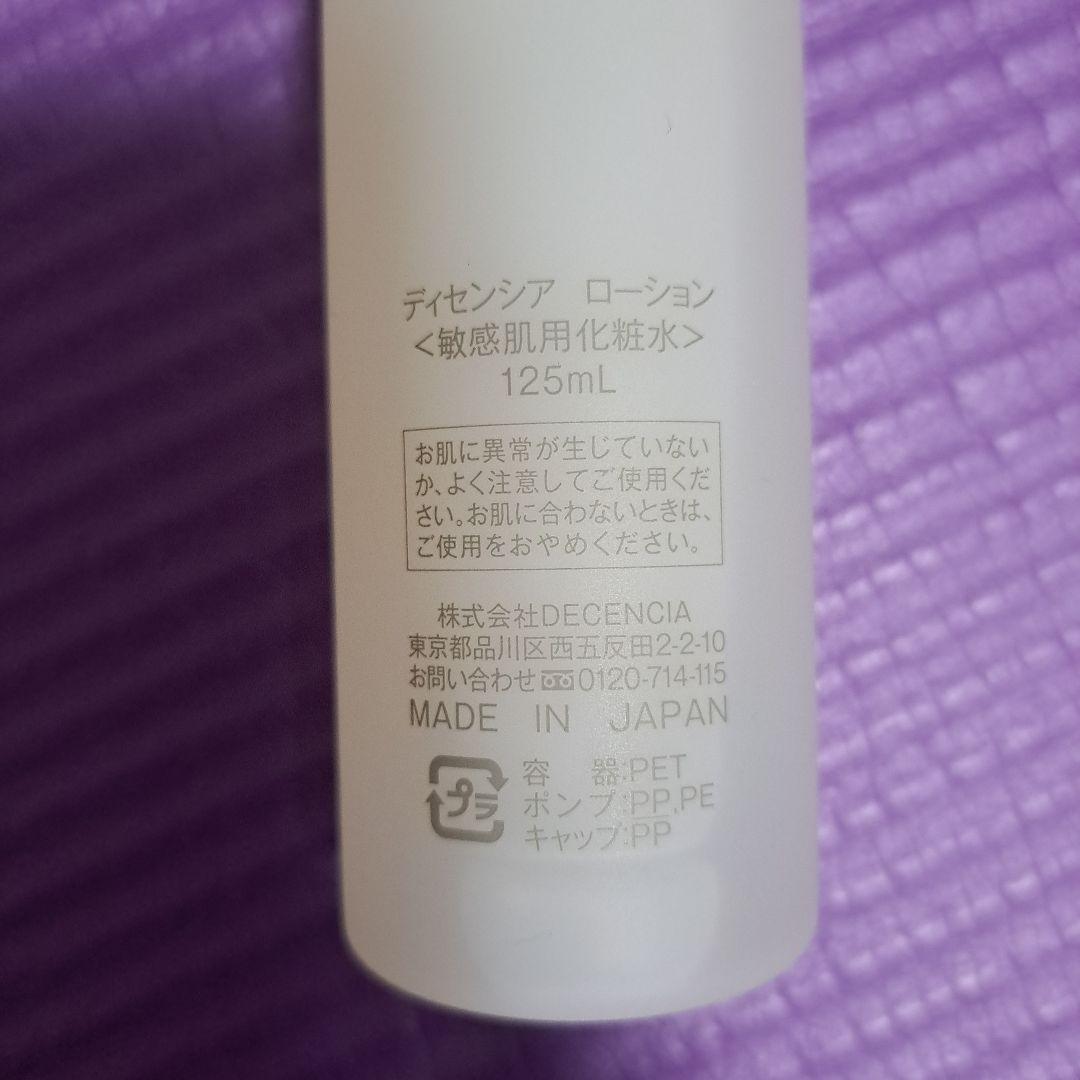 ディセンシア ローション
<敏感肌用化粧水>
125mL
お肌に異常が生じていない
か、よく注意してご使用くだ
さい。お肌に合わないときは、
ご使用をおやめください。
株式会社DECENCIA
東京都品川区西五反田2-2-10
お問い合わせ 0120-714-115
MADE IN JAPAN
プラ
容 器:PET
ポンプ:PP,PE
キャップ:PP